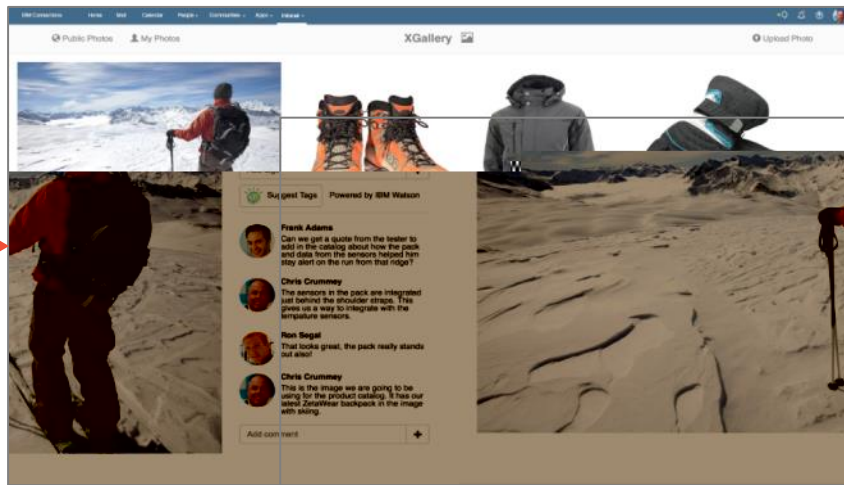 IBM Connections Home Mail Calendar People Communities Apps Intranet
Public Photos My Photos XGallery Upload Photo
Suggest Tags Powered by IBM Watson
Frank Adams
Can we get a quote from the tester to
add in the catalog about how the pack
and data from the sensors helped him
stay alert on the run from that ridge?
Chris Crummey
The sensors in the pack are integrated
just behind the shoulder straps. This
gives us a way to integrate with the
tempature sensors.
Ron Segal
That looks great, the pack really stands
out also!
Chris Crummey
This is the image we are going to be
using for the product catalog. It has our
latest ZetaWear backpack in the image
with skiing.
Add comment